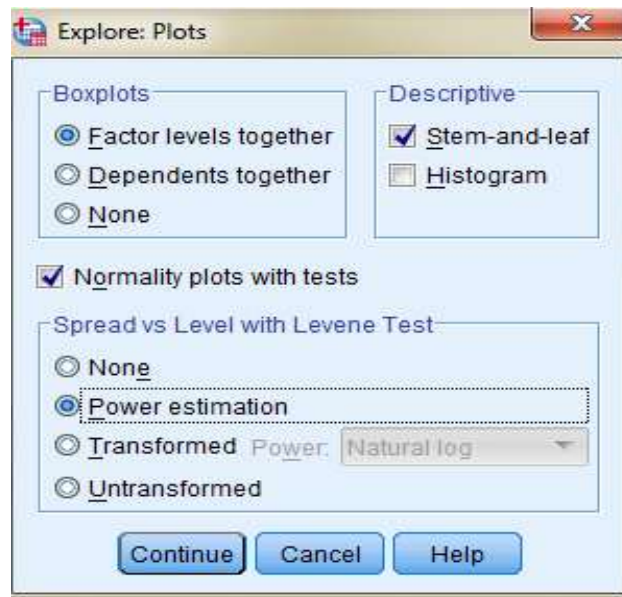 Explore: Plots
Boxplots
Factor levels together
Dependents together
None
Descriptive
Stem-and-leaf
Histogram
Normality plots with tests
Spread vs Level with Levene Test
None
Power estimation
Transformed Power: Natural log
Untransformed
Continue Cancel Help